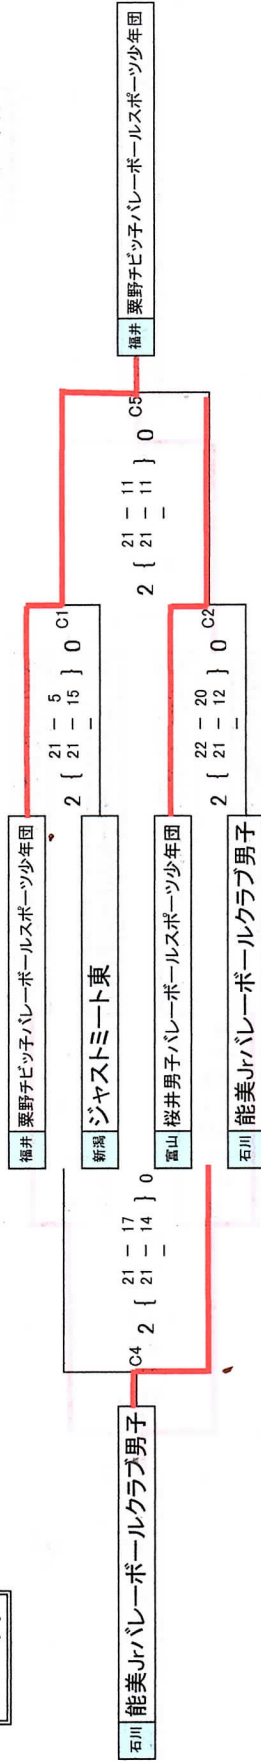 福井 粟野チビッ子バレーボールスポーツ少年団
C5
2 { 21 - 11
21 - 11
- } 0
C1
2 { 21 - 5
21 - 15
- } 0
C2
2 { 22 - 20
21 - 12
- } 0
福井 粟野チビッ子バレーボールスポーツ少年団
新潟 ジャストミート東
富山 桜井男子バレーボールスポーツ少年団
石川 能美Jrバレーボールクラブ男子
C4
2 { 21 - 17
21 - 14
- } 0
石川 能美Jrバレーボールクラブ男子